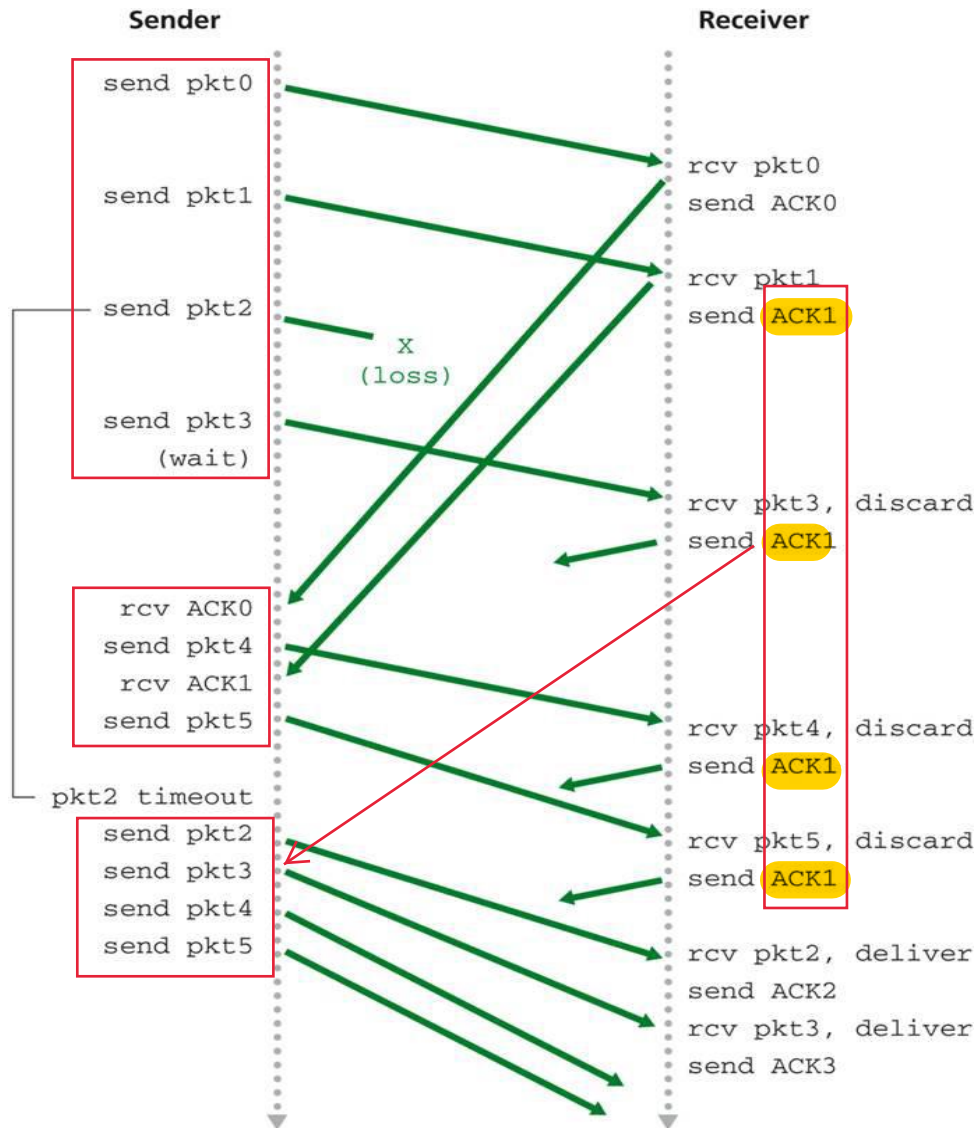 Sender
Receiver
send pkt0
rcv pkt0
send pkt1
send ACK0
rcv pkt1
send pkt2
send ACK1
X
(loss)
send pkt3
(wait)
rcv pkt3, discard
send ACK1
rcv ACK0
send pkt4
rcv ACK1
send pkt5
rcv pkt4, discard
send ACK1
pkt2 timeout
send pkt2
rcv pkt5, discard
send pkt3
send ACK1
send pkt4
send pkt5
rcv pkt2, deliver
send ACK2
rcv pkt3, deliver
send ACK3